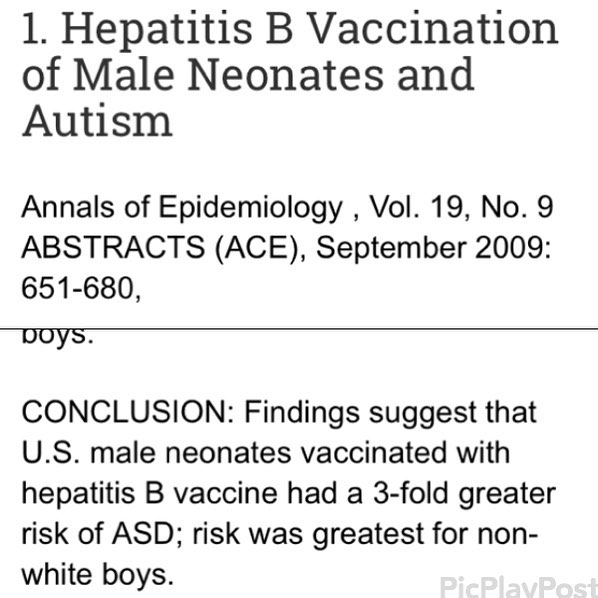 1. Hepatitis B Vaccination
of Male Neonates and
Autism
Annals of Epidemiology , Vol. 19, No. 9
ABSTRACTS (ACE), September 2009:
651-680,
boys.
CONCLUSION: Findings suggest that
U.S. male neonates vaccinated with
hepatitis B vaccine had a 3-fold greater
risk of ASD; risk was greatest for non-
white boys.
PicPlayPost